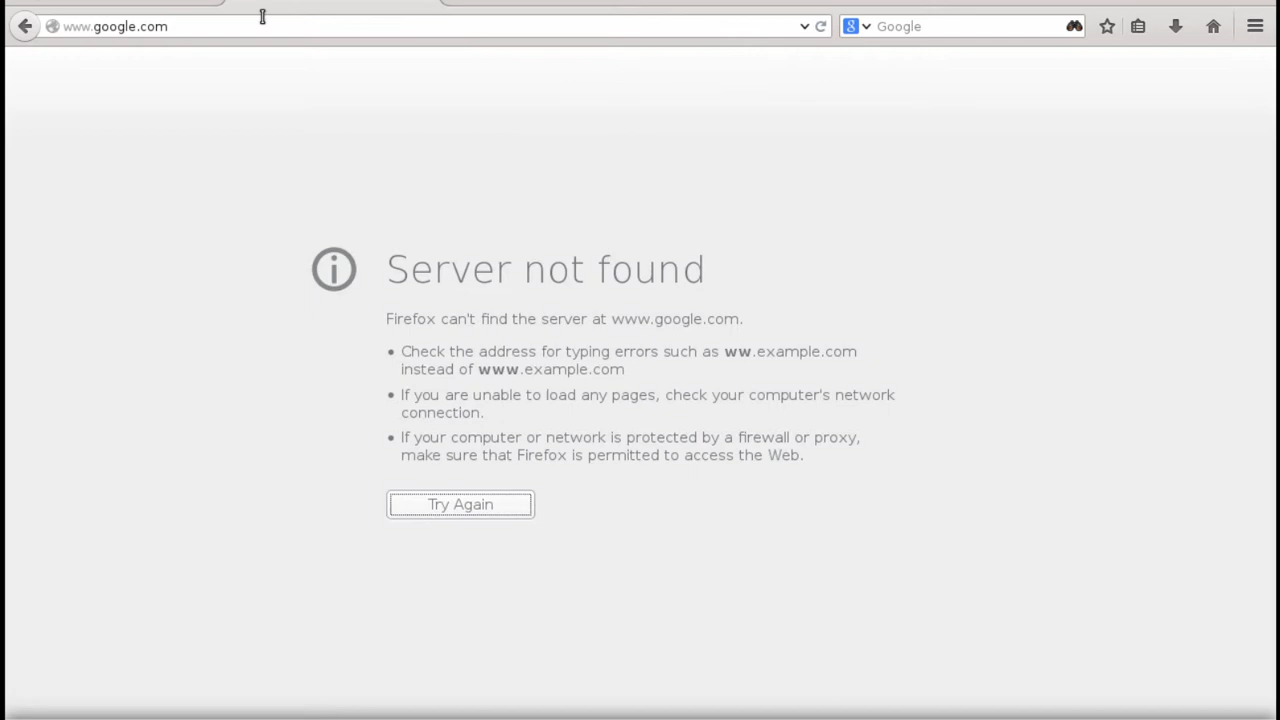 www.google.com
8
Google
Server not found
Firefox can't find the server at www.google.com.
• Check the address for typing errors such as ww.example.com
instead of www.example.com
• If you are unable to load any pages, check your computer's network
connection.
• If your computer or network is protected by a firewall or proxy,
make sure that Firefox is permitted to access the Web.
Try Again